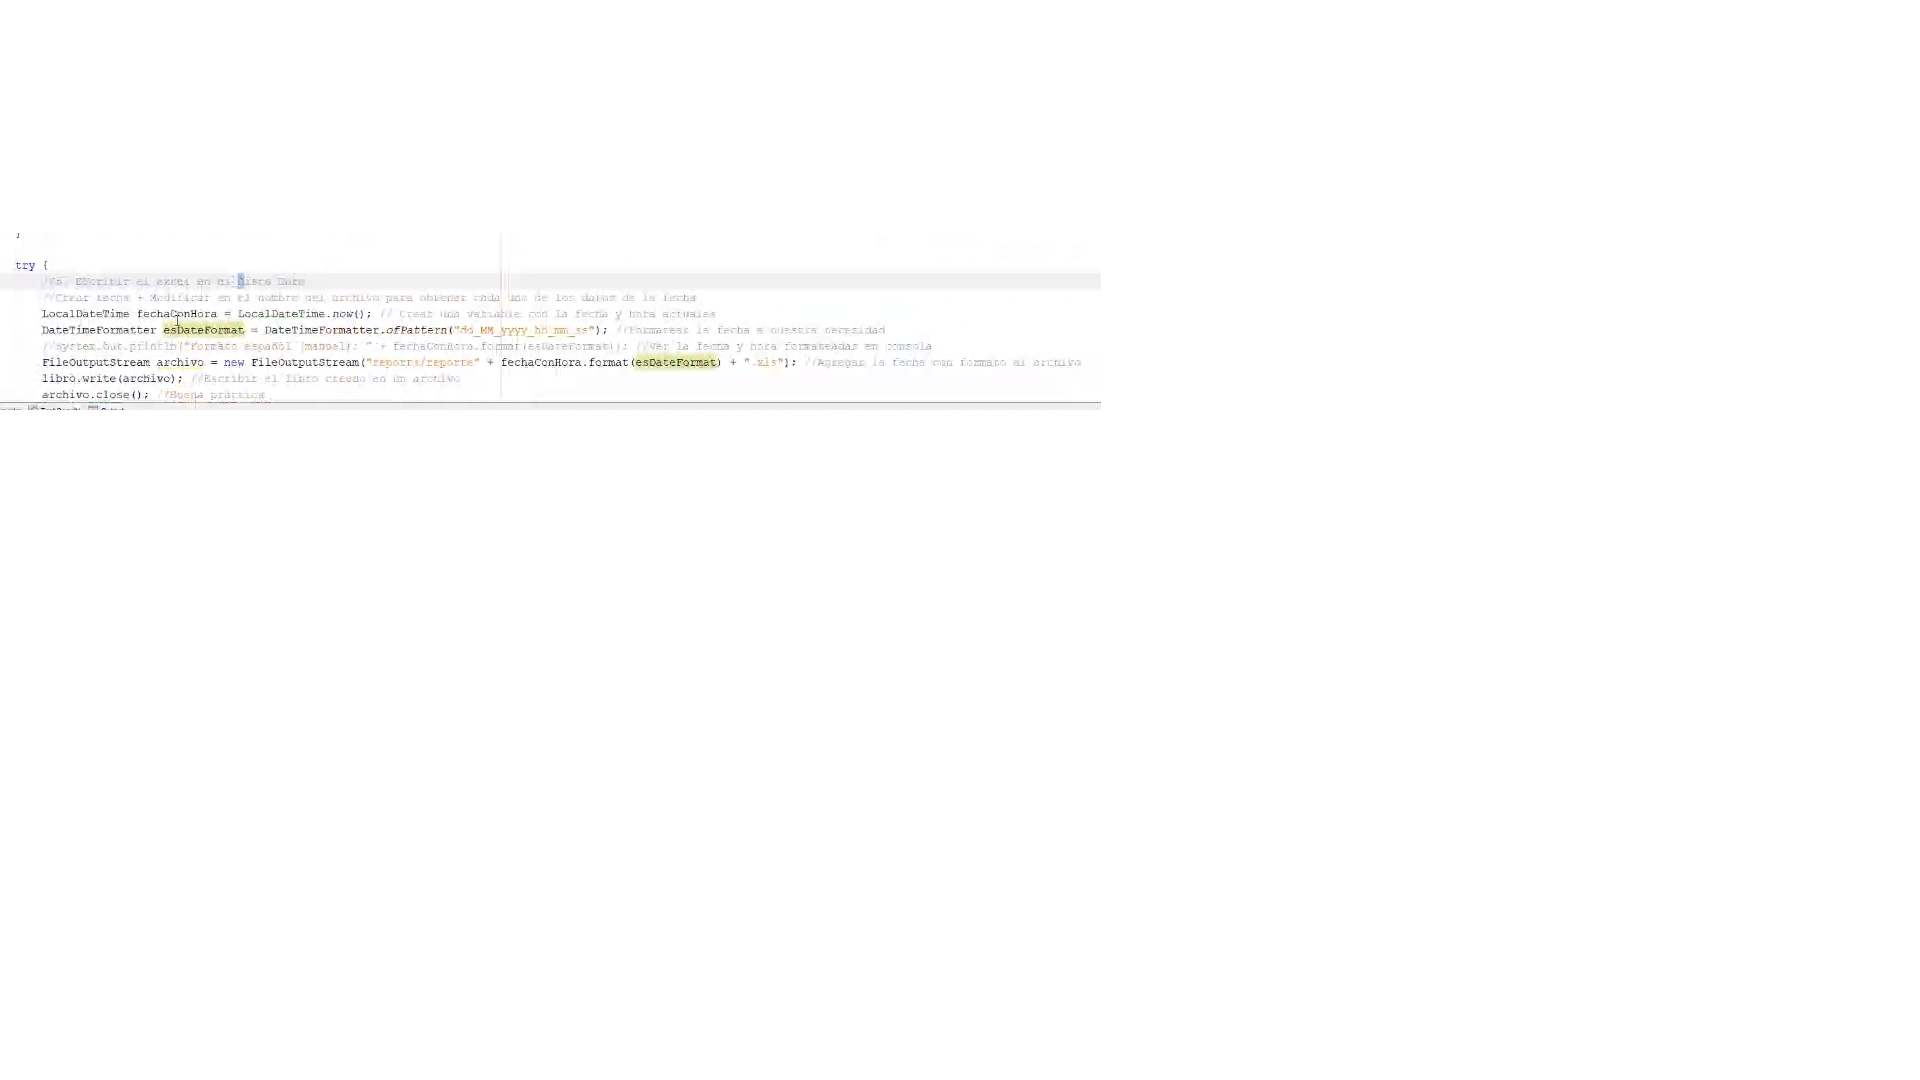 }
try {
//8. Escribir el excel en mi disco duro
//Crear fecha + Modificar en el nombre del archivo para obtener cada uno de los datos de la fecha
LocalDateTime fechaConHora = LocalDateTime.now(); // Crear una variable con la fecha y hora actuales
DateTimeFormatter esDateFormat = DateTimeFormatter.ofPattern("dd_MM_yyyy_hh_mm_ss"); //Formatear la fecha a nuestra necesidad
//System.out.println("Formato español (manual): " + fechaConHora.format(esDateFormat)); //Ver la fecha y hora formateadas en consola
FileOutputStream archivo = new FileOutputStream("reports/reporte" + fechaConHora.format(esDateFormat) + ".xls"); //Agregar la fecha con formato al archivo
libro.write(archivo); //Escribir el libro creado en un archivo
archivo.close(); //Buena práctica
Output